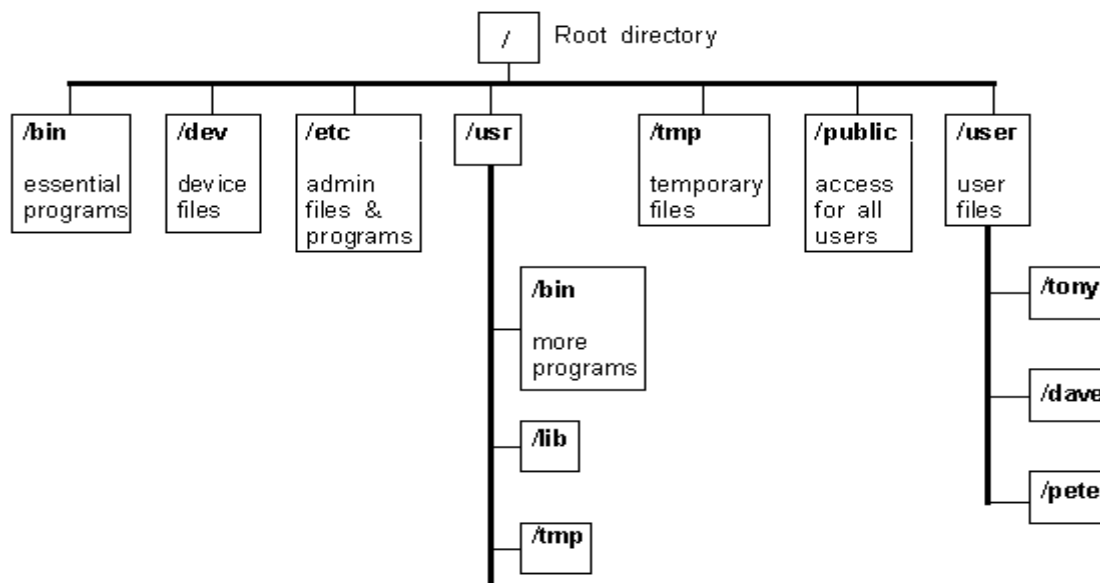 / Root directory
/bin
essential
programs
/dev
device
files
/etc
admin
files &
programs
/usr
/tmp
temporary
files
/public
access
for all
users
/user
user
files
/bin
more
programs
/lib
/tmp
/tony
/dave
/pete